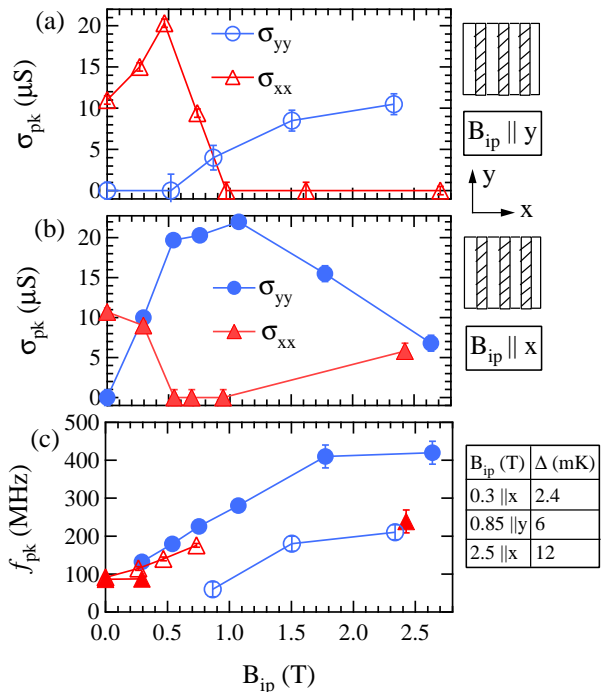 (a)
20
15
10
5
0
σpk (μS)
σyy
σxx
Bip || y
y
x
(b)
20
15
10
5
0
σpk (μS)
σyy
σxx
Bip || x
(c)
500
400
300
200
100
0
fpk (MHz)
0.0 0.5 1.0 1.5 2.0 2.5
Bip (T)
Bip (T) Δ (mK)
0.3 ||x 2.4
0.85 ||y 6
2.5 ||x 12